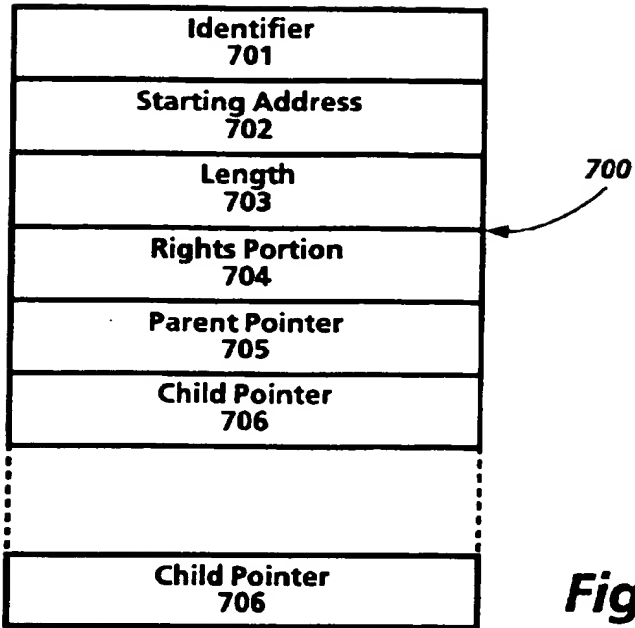 Identifier
701
Starting Address
702
Length
703
700
Rights Portion
704
Parent Pointer
705
Child Pointer
706
Child Pointer
706
Fig